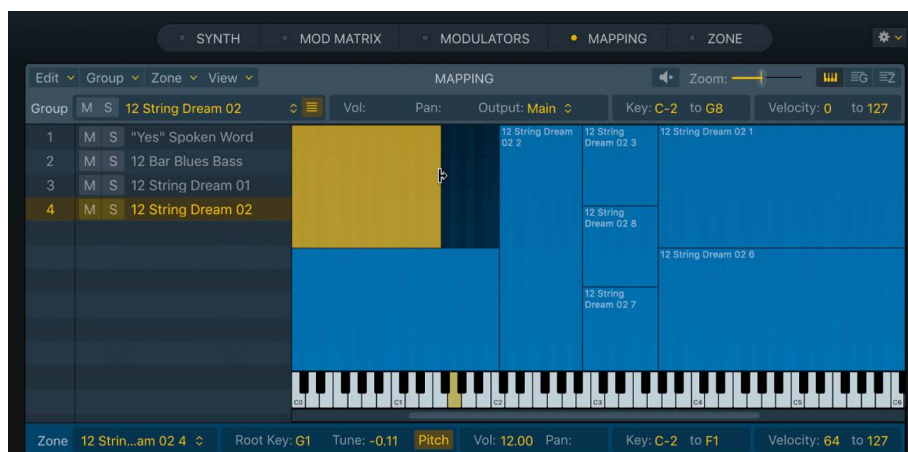 SYNTH MOD MATRIX MODULATORS MAPPING ZONE
Edit Group Zone View MAPPING Zoom: G Z
Group M S 12 String Dream 02 Vol: Pan: Output: Main Key: C-2 to G8 Velocity: 0 to 127
1 M S "Yes" Spoken Word
2 M S 12 Bar Blues Bass
3 M S 12 String Dream 01
4 M S 12 String Dream 02
12 String Dream
02 2
12 String
Dream 02 3
12 String Dream 02 1
12 String
Dream 02 8
12 String Dream 02 6
12 String
Dream 02 7
C0 C1 C2 C3 C4 C5 C6
Zone 12 Strin...am 02 4 Root Key: G1 Tune: -0.11 Pitch Vol: 12.00 Pan: Key: C-2 to F1 Velocity: 64 to 127